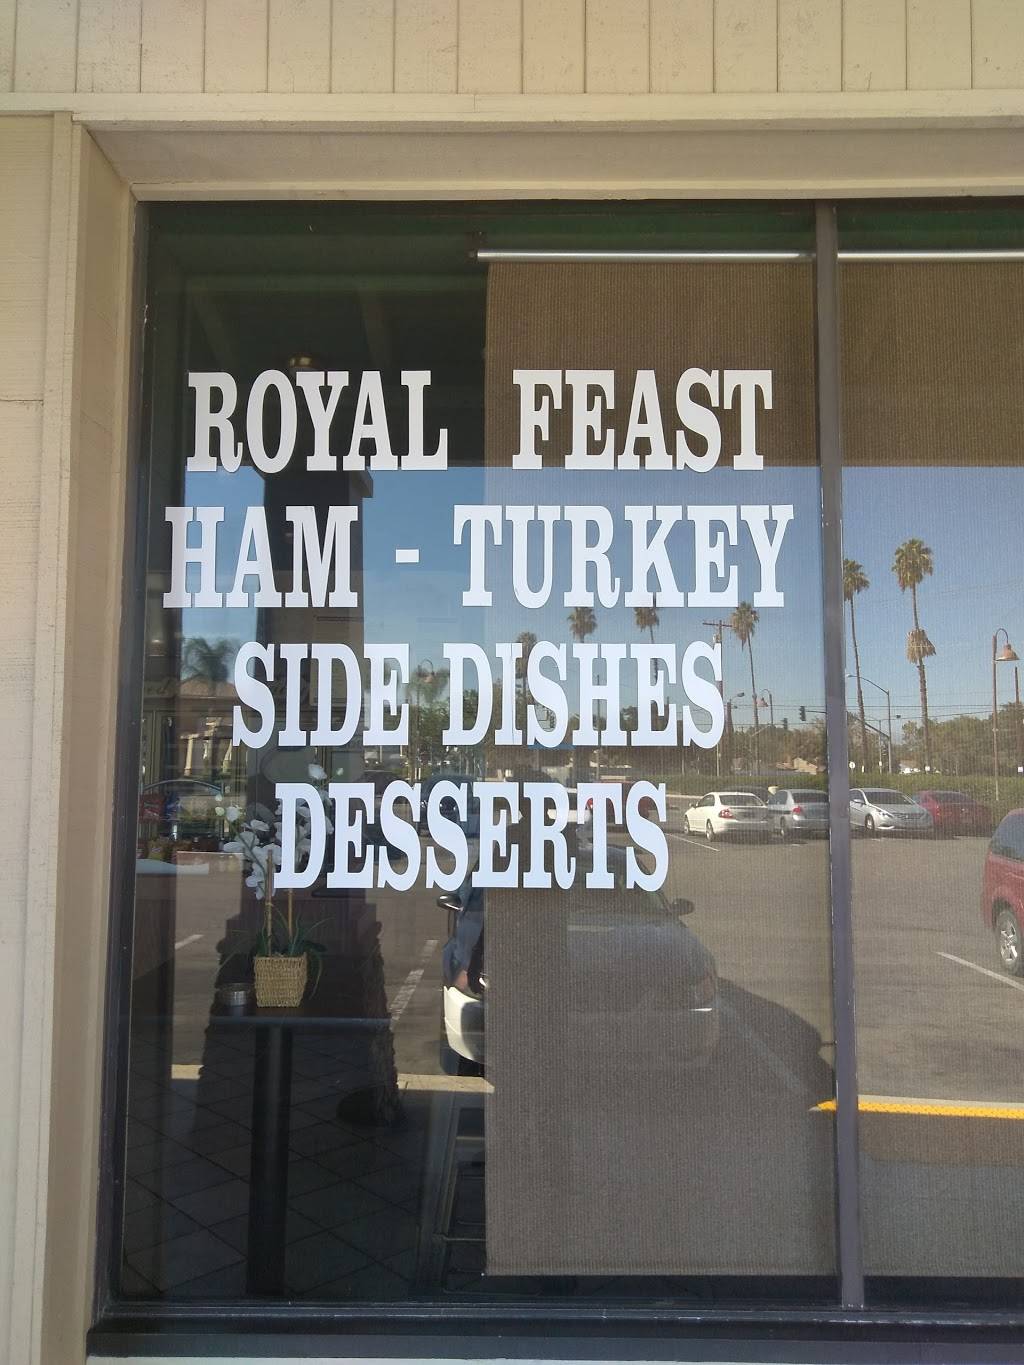 ROYAL FEAST
HAM - TURKEY
SIDE DISHES
DESSERTS